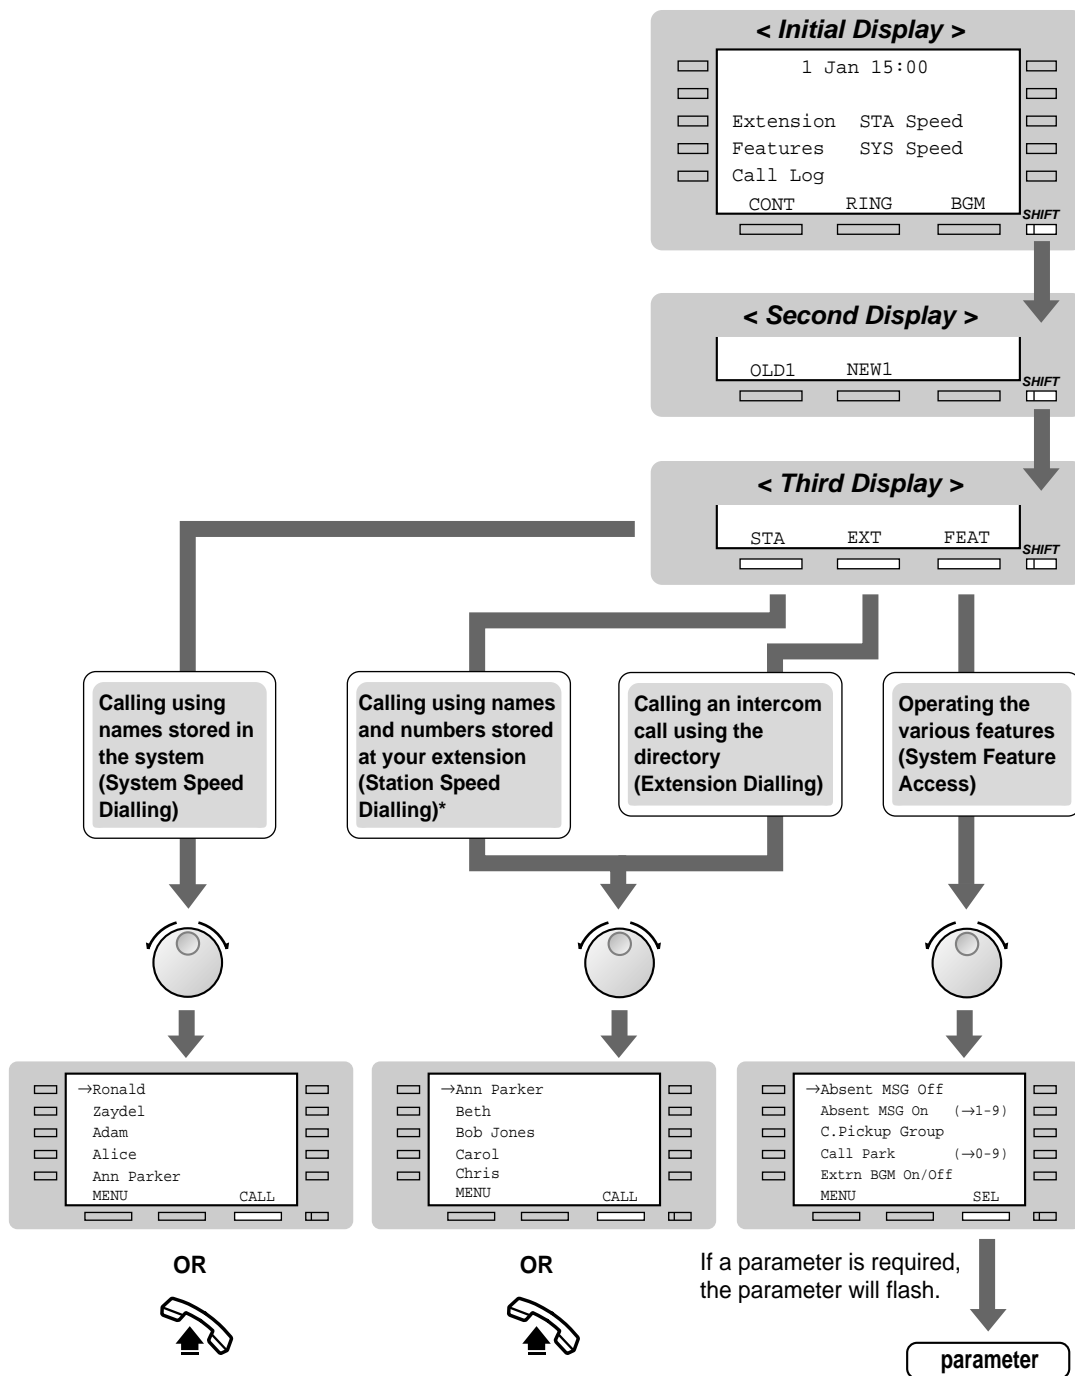 < Initial Display >
1 Jan 15:00
Extension STA Speed
Features SYS Speed
Call Log
CONT RING BGM
SHIFT
< Second Display >
OLD1 NEW1
SHIFT
< Third Display >
STA EXT FEAT
SHIFT
Calling using
names stored in
the system
(System Speed
Dialling)
Calling using names
and numbers stored
at your extension
(Station Speed
Dialling)*
Calling an intercom
call using the
directory
(Extension Dialling)
Operating the
various features
(System Feature
Access)
→Ronald
Zaydel
Adam
Alice
Ann Parker
MENU CALL
→Ann Parker
Beth
Bob Jones
Carol
Chris
MENU CALL
→Absent MSG Off
Absent MSG On (→1-9)
C.Pickup Group
Call Park (→0-9)
Extrn BGM On/Off
MENU SEL
OR
OR
If a parameter is required,
the parameter will flash.
parameter